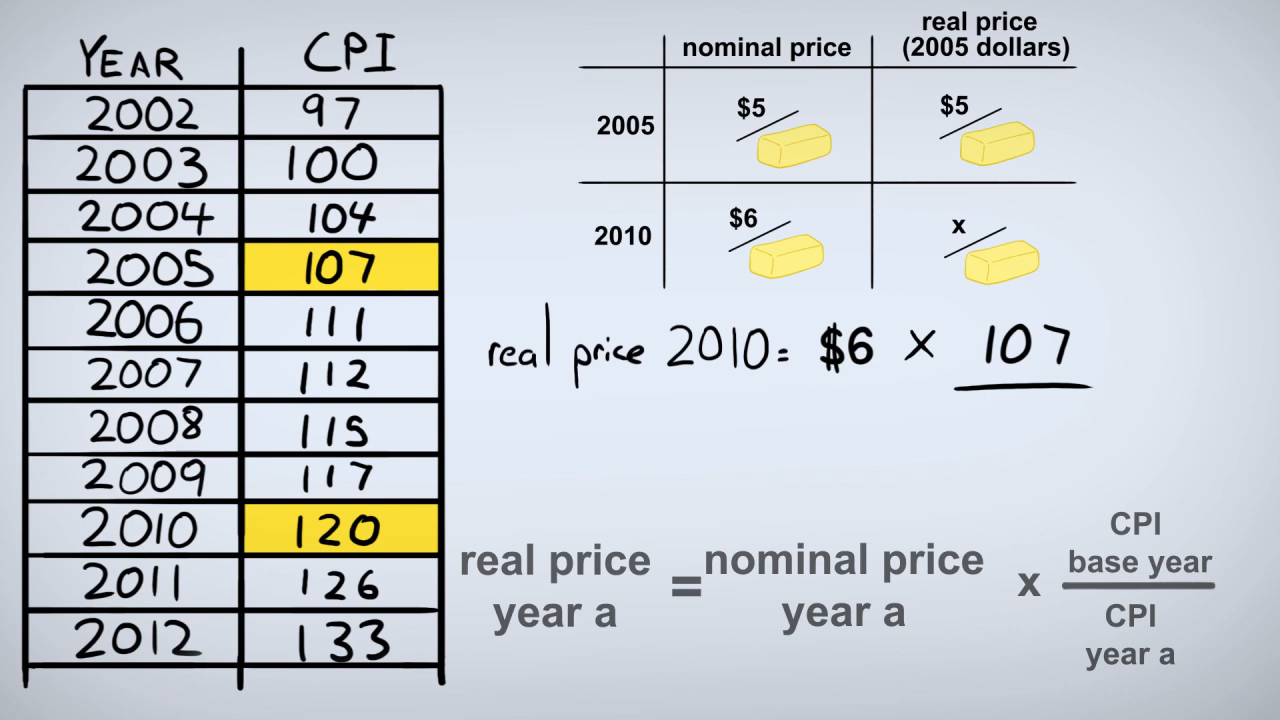 YEAR CPI
2002 97
2003 100
2004 104
2005 107
2006 111
2007 112
2008 115
2009 117
2010 120
2011 126
2012 133
nominal price
real price
(2005 dollars)
2005 $5 $5
2010 $6 x
real price 2010 = $6 × 107
real price
year a
=
nominal price
year a
x
CPI
base year
CPI
year a